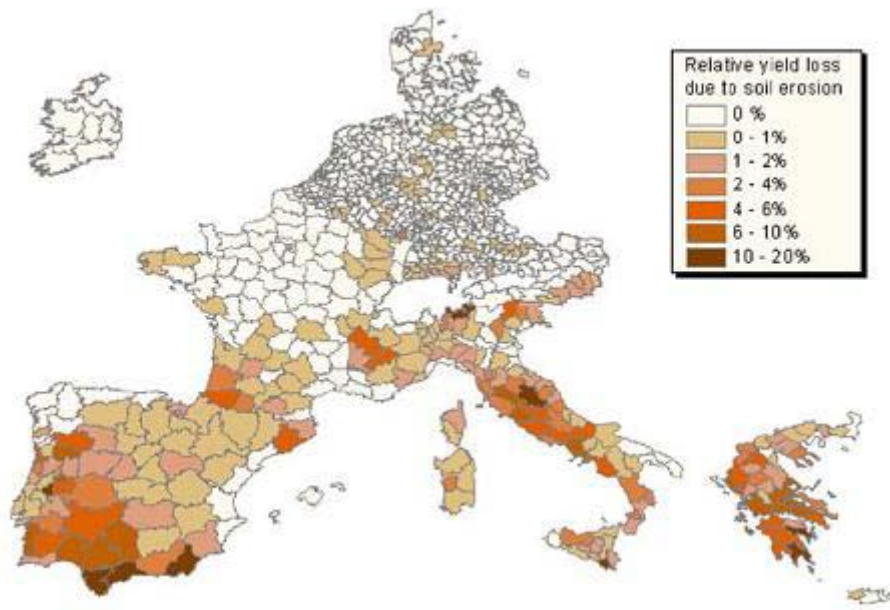 Relative yield loss
due to soil erosion
0 %
0 - 1%
1 - 2%
2 - 4%
4 - 6%
6 - 10%
10 - 20%